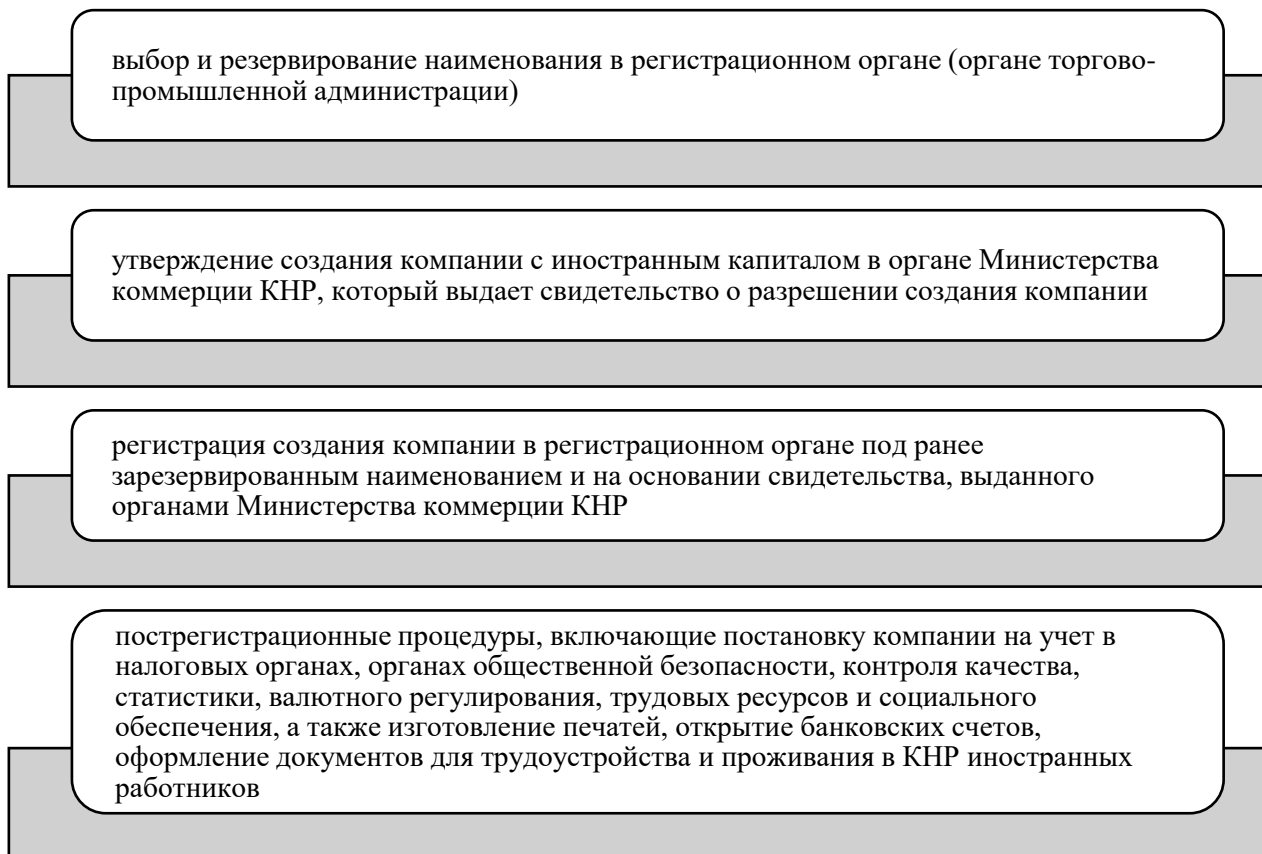 выбор и резервирование наименования в регистрационном органе (органе торгово-
промышленной администрации)
утверждение создания компании с иностранным капиталом в органе Министерства
коммерции КНР, который выдает свидетельство о разрешении создания компании
регистрация создания компании в регистрационном органе под ранее
зарезервированным наименованием и на основании свидетельства, выданного
органами Министерства коммерции КНР
пострегистрационные процедуры, включающие постановку компании на учет в
налоговых органах, органах общественной безопасности, контроля качества,
статистики, валютного регулирования, трудовых ресурсов и социального
обеспечения, а также изготовление печатей, открытие банковских счетов,
оформление документов для трудоустройства и проживания в КНР иностранных
работников